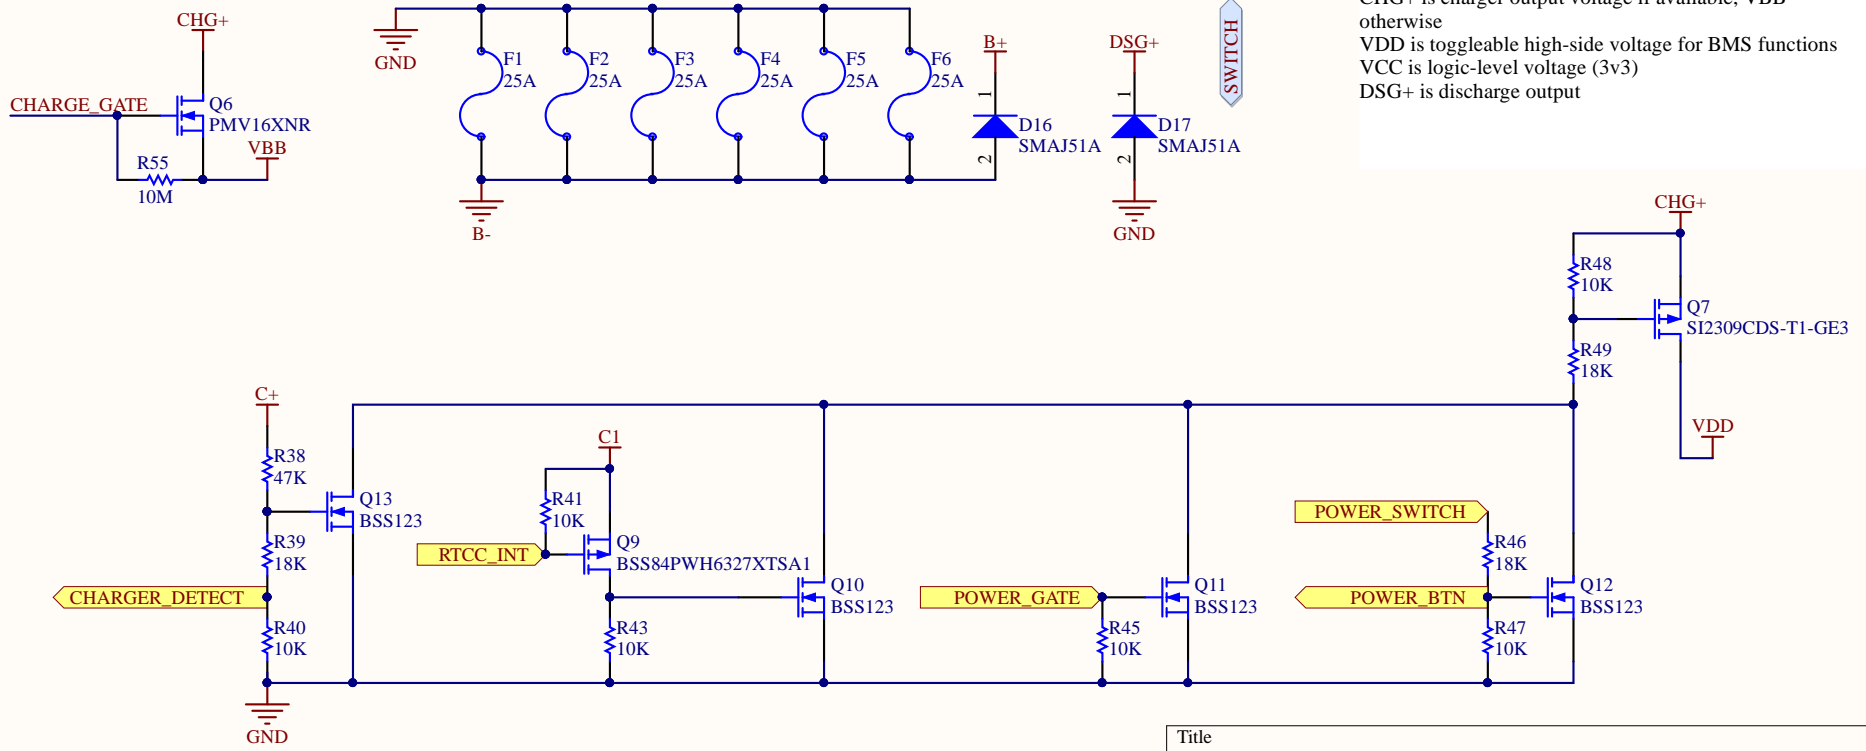 CHG+ is charger output voltage if available, VBB
otherwise
VDD is toggleable high-side voltage for BMS functions
VCC is logic-level voltage (3v3)
DSG+ is discharge output
SWITCH
CHG+
CHARGE_GATE
Q6
PMV16XNR
VBB
R55
10M
GND
F1
25A
F2
25A
F3
25A
F4
25A
F5
25A
F6
25A
B-
B+
1
D16
SMAJ51A
2
DSG+
1
D17
SMAJ51A
2
GND
CHG+
R48
10K
Q7
SI2309CDS-T1-GE3
R49
18K
VDD
C+
R38
47K
Q13
BSS123
R39
18K
CHARGER_DETECT
R40
10K
GND
C1
R41
10K
RTCC_INT
Q9
BSS84PWH6327XTSA1
R43
10K
Q10
BSS123
POWER_GATE
R45
10K
Q11
BSS123
POWER_SWITCH
R46
18K
POWER_BTN
R47
10K
Q12
BSS123
Title